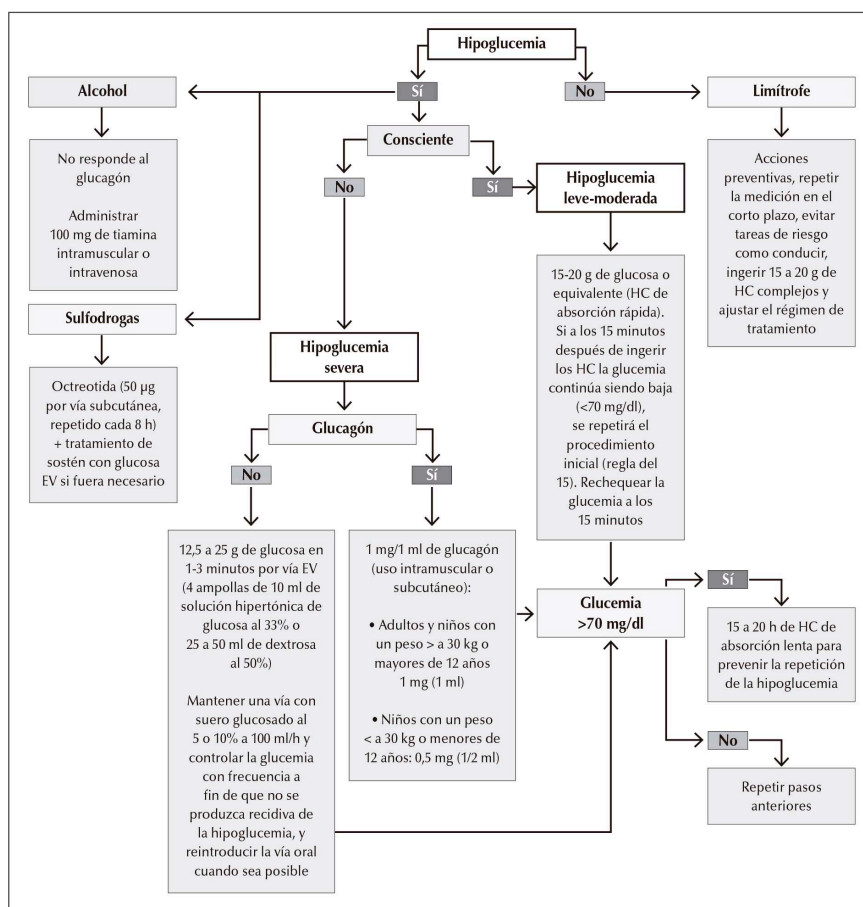 Hipoglucemia
Alcohol
Sí
No
Limítrofe
No responde al
glucagón
Administrar
100 mg de tiamina
intramuscular o
intravenosa
Consciente
No
Sí
Hipoglucemia
leve-moderada
Acciones
preventivas, repetir
la medición en el
corto plazo, evitar
tareas de riesgo
como conducir,
ingerir 15 a 20 g de
HC complejos y
ajustar el régimen de
tratamiento
Sulfodrogas
Octreotida (50 µg
por vía subcutánea,
repetido cada 8 h)
+ tratamiento de
sostén con glucosa
EV si fuera necesario
Hipoglucemia
severa
15-20 g de glucosa o
equivalente (HC de
absorción rápida).
Si a los 15 minutos
después de ingerir
los HC la glucemia
continúa siendo baja
(<70 mg/dl),
se repetirá el
procedimiento
inicial (regla del
15). Rechequear la
glucemia a los
15 minutos
Glucagón
No
Sí
12,5 a 25 g de glucosa en
1-3 minutos por vía EV
(4 ampollas de 10 ml de
solución hipertónica de
glucosa al 33% o
25 a 50 ml de dextrosa
al 50%)
Mantener una vía con
suero glucosado al
5 o 10% a 100 ml/h y
controlar la glucemia
con frecuencia a
fin de que no se
produzca recidiva de
la hipoglucemia, y
reintroducir la vía oral
cuando sea posible
1 mg/1 ml de glucagón
(uso intramuscular o
subcutáneo):
• Adultos y niños con
un peso > a 30 kg o
mayores de 12 años
1 mg (1 ml)
• Niños con un peso
< a 30 kg o menores de
12 años: 0,5 mg (1/2 ml)
Glucemia
>70 mg/dl
Sí
15 a 20 h de HC de
absorción lenta para
prevenir la repetición
de la hipoglucemia
No
Repetir pasos
anteriores